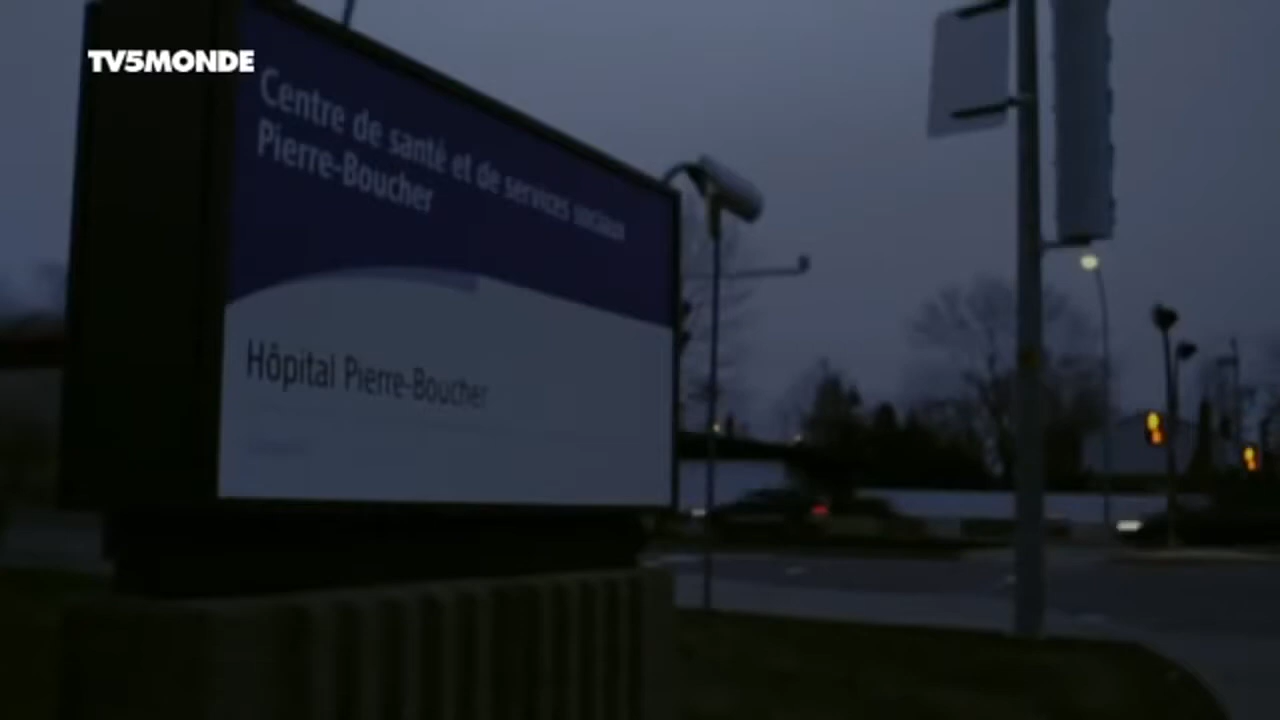 TV5MONDE
Centre de santé et de services sociaux
Pierre-Boucher
Hôpital Pierre-Boucher